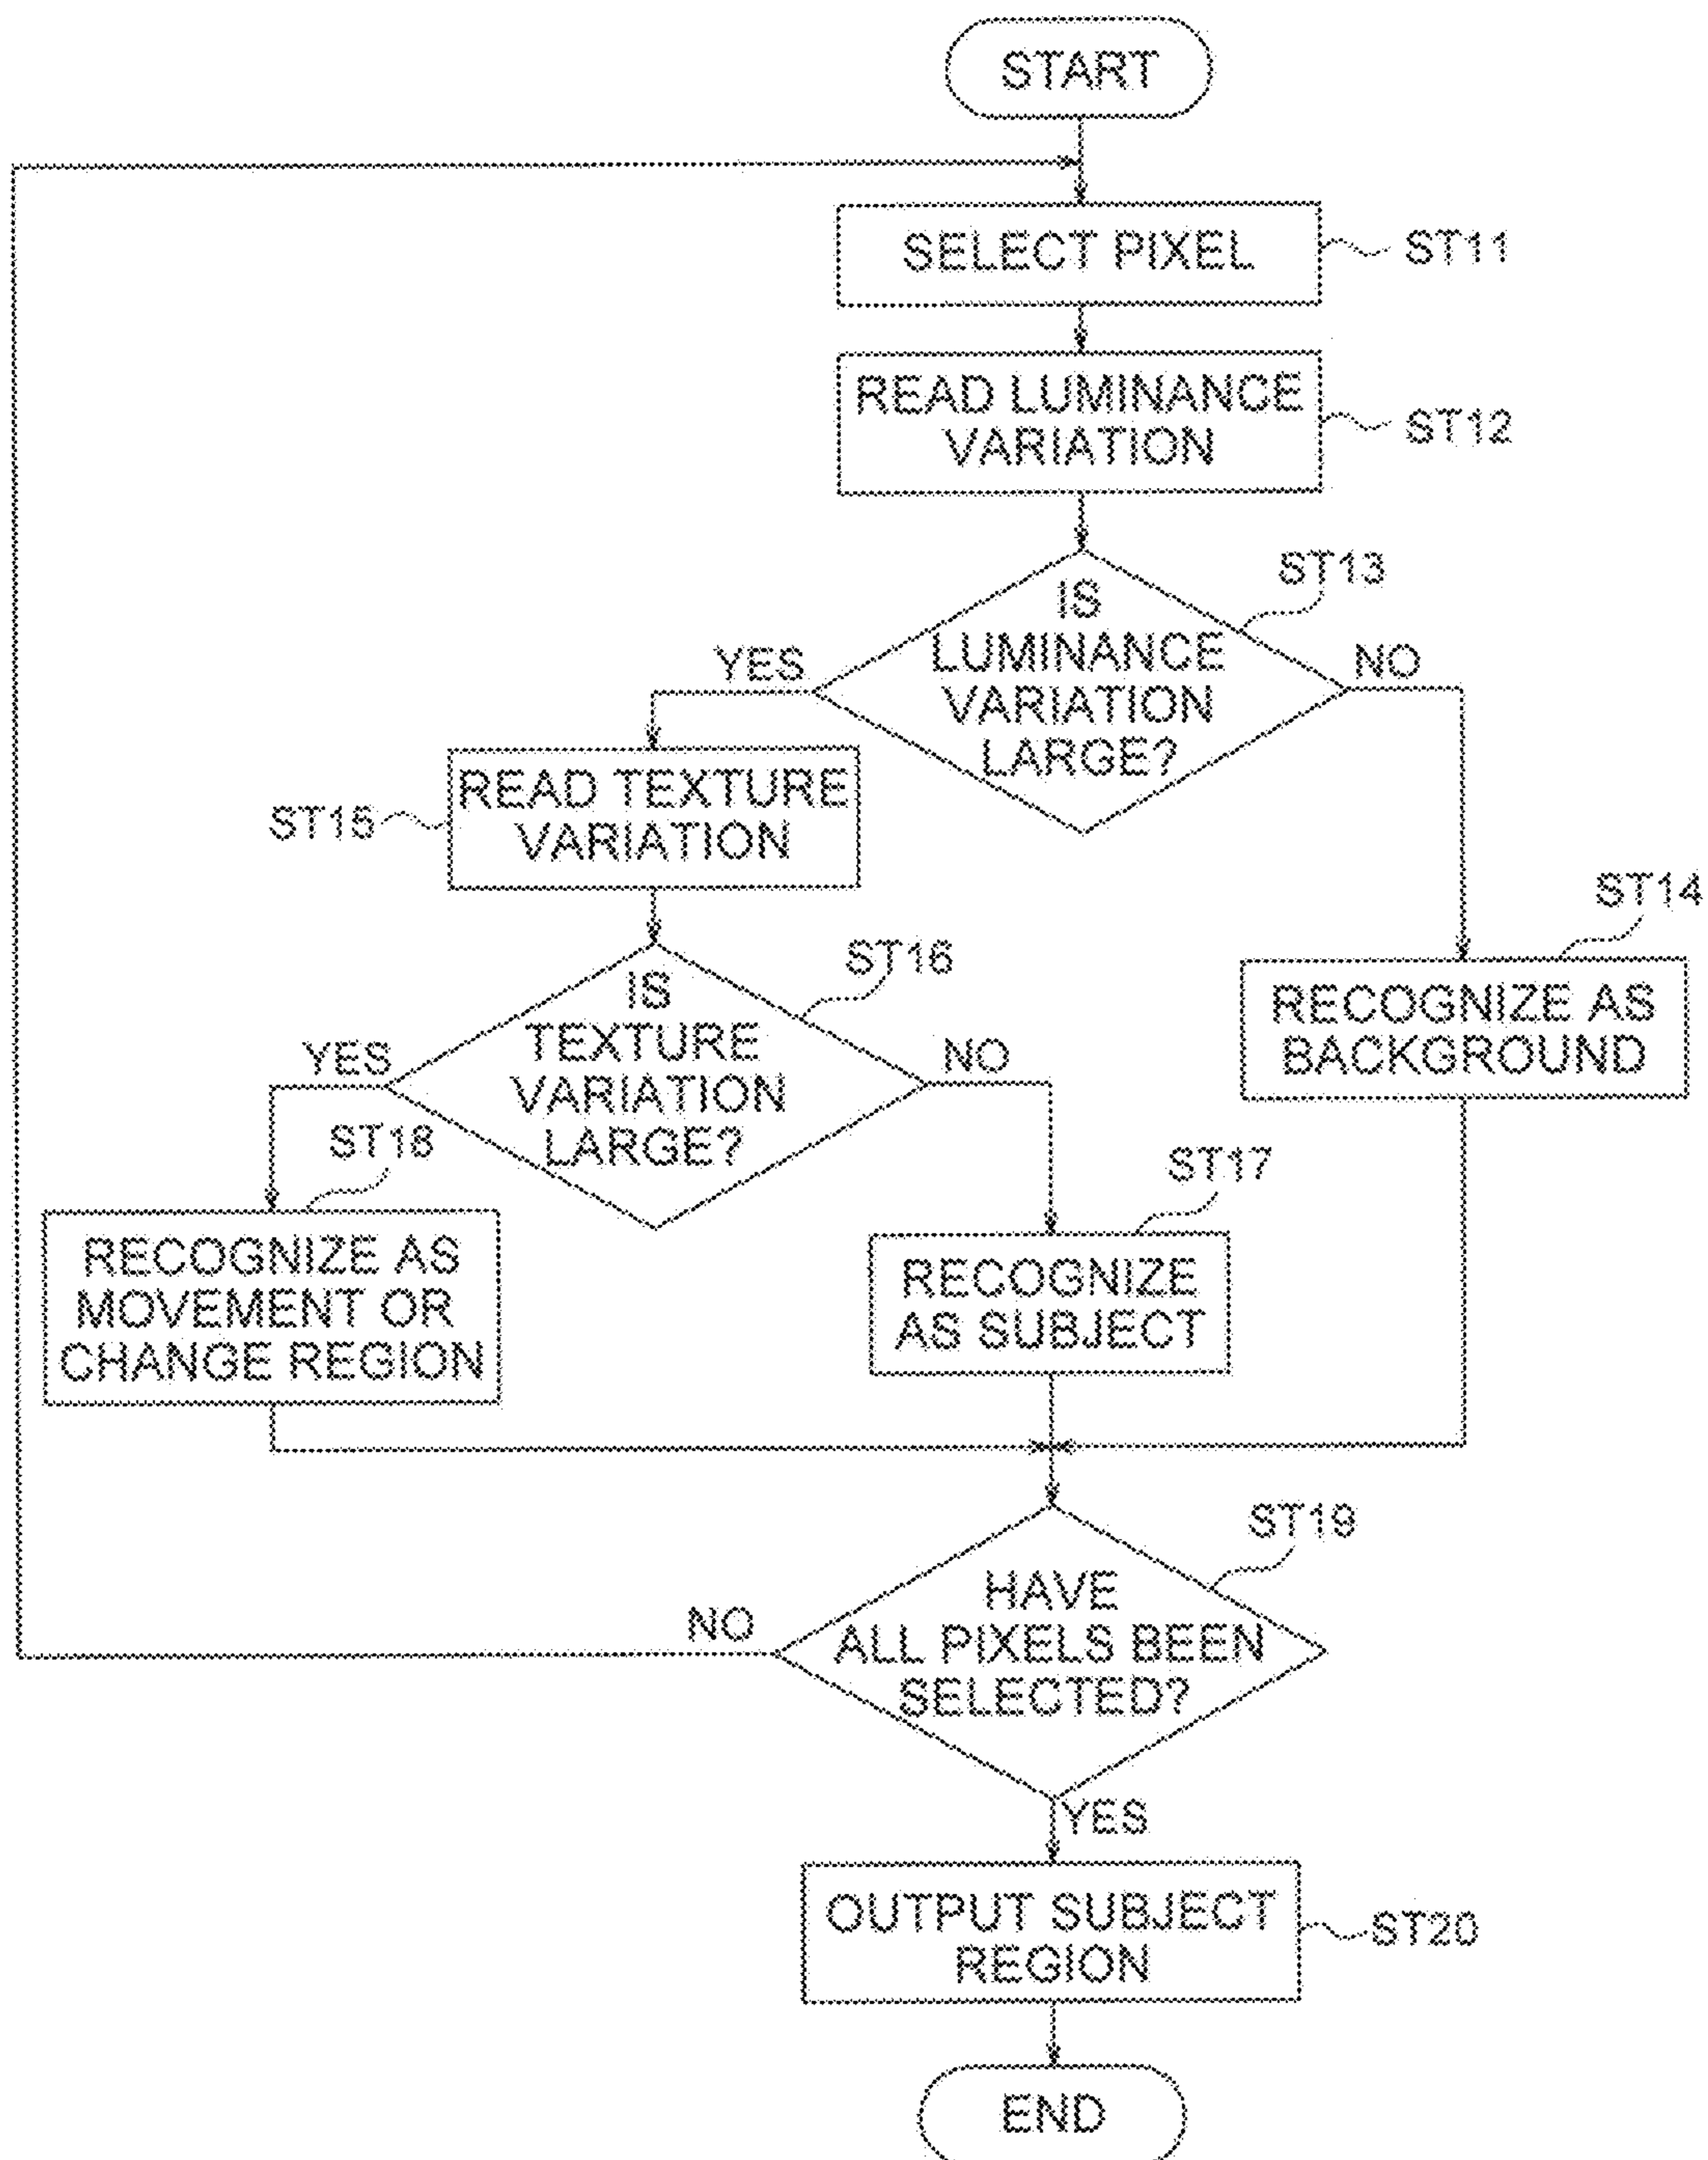 START
SELECT PIXEL
ST11
READ LUMINANCE
VARIATION
ST12
ST13
IS
LUMINANCE
VARIATION
LARGE?
YES
NO
READ TEXTURE
VARIATION
ST15
ST14
RECOGNIZE AS
BACKGROUND
ST16
IS
TEXTURE
VARIATION
LARGE?
YES
NO
ST18
RECOGNIZE AS
MOVEMENT OR
CHANGE REGION
ST17
RECOGNIZE
AS SUBJECT
ST19
HAVE
ALL PIXELS BEEN
SELECTED?
NO
YES
OUTPUT SUBJECT
REGION
ST20
END